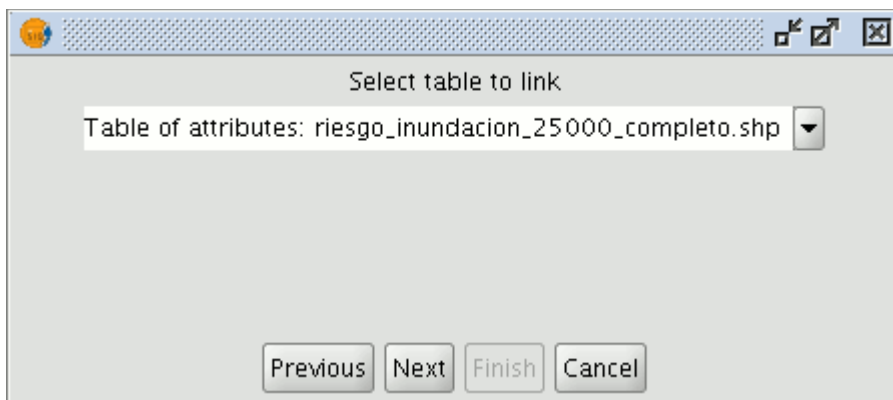 Select table to link
Table of attributes: riesgo_inundacion_25000_completo.shp
Previous Next Finish Cancel